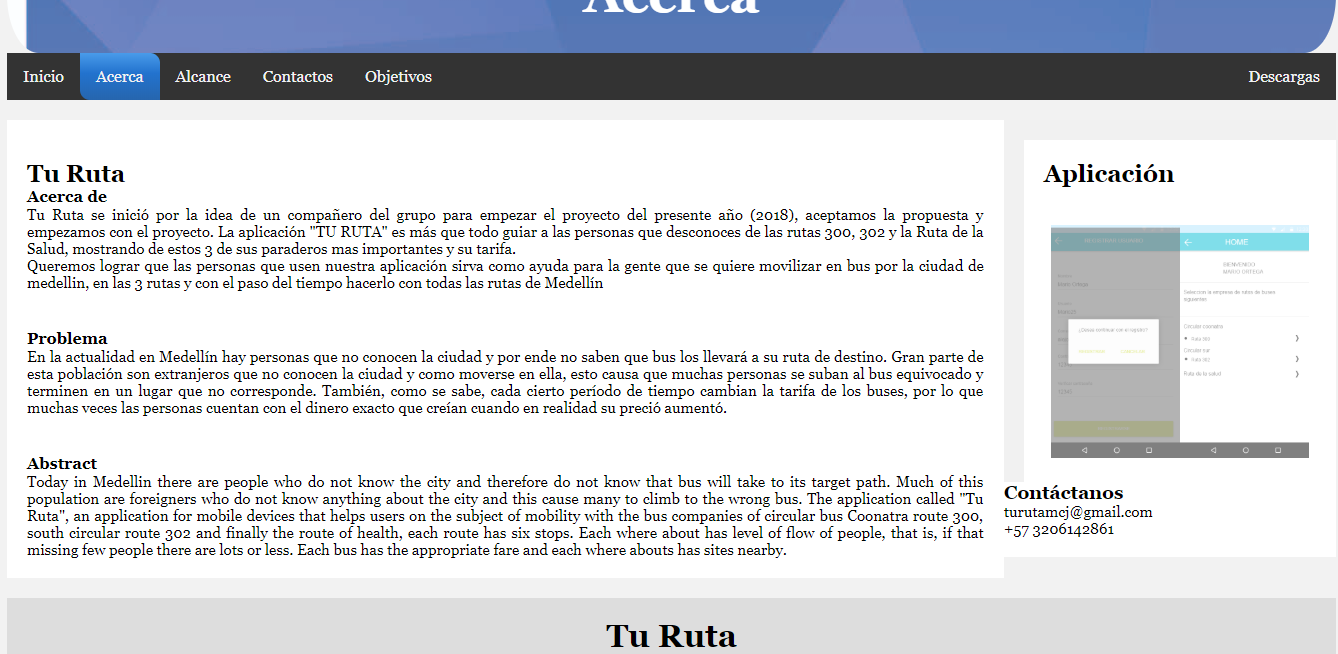 Acerca
Inicio
Acerca
Alcance
Contactos
Objetivos
Descargas
Tu Ruta
Acerca de
Tu Ruta se inició por la idea de un compañero del grupo para empezar el proyecto del presente año (2018), aceptamos la propuesta y
empezamos con el proyecto. La aplicación "TU RUTA" es más que todo guiar a las personas que desconoces de las rutas 300, 302 y la Ruta de la
Salud, mostrando de estos 3 de sus paraderos mas importantes y su tarifa.
Queremos lograr que las personas que usen nuestra aplicación sirva como ayuda para la gente que se quiere movilizar en bus por la ciudad de
medellin, en las 3 rutas y con el paso del tiempo hacerlo con todas las rutas de Medellín
Problema
En la actualidad en Medellín hay personas que no conocen la ciudad y por ende no saben que bus los llevará a su ruta de destino. Gran parte de
esta población son extranjeros que no conocen la ciudad y como moverse en ella, esto causa que muchas personas se suban al bus equivocado y
terminen en un lugar que no corresponde. También, como se sabe, cada cierto período de tiempo cambian la tarifa de los buses, por lo que
muchas veces las personas cuentan con el dinero exacto que creían cuando en realidad su preció aumentó.
Abstract
Today in Medellin there are people who do not know the city and therefore do not know that bus will take to its target path. Much of this
population are foreigners who do not know anything about the city and this cause many to climb to the wrong bus. The application called "Tu
Ruta", an application for mobile devices that helps users on the subject of mobility with the bus companies of circular bus Coonatra route 300,
south circular route 302 and finally the route of health, each route has six stops. Each where about has level of flow of people, that is, if that
missing few people there are lots or less. Each bus has the appropriate fare and each where abouts has sites nearby.
Aplicación
HOME
BIENVENIDO
MARIO ORTEGA
Selecciona la empresa de rutas de buses
siguientes:
Circular coonatra
Circular sur
Ruta 302
Ruta de la salud
¿Desea continuar con el registro?
Contáctanos
turutamcj@gmail.com
+57 3206142861
Tu Ruta